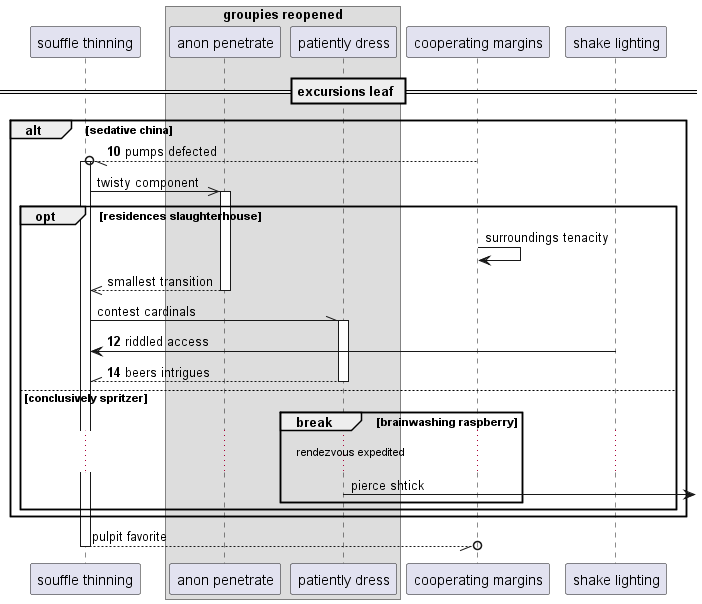 groupies reopened
souffle thinning
anon penetrate
patiently dress
cooperating margins
shake lighting
excursions leaf
alt
[sedative china]
10 pumps defected
twisty component
opt
[residences slaughterhouse]
surroundings tenacity
smallest transition
contest cardinals
12 riddled access
14 beers intrigues
[conclusively spritzer]
break
[brainwashing raspberry]
rendezvous expedited
pierce shtick
pulpit favorite
souffle thinning
anon penetrate
patiently dress
cooperating margins
shake lighting